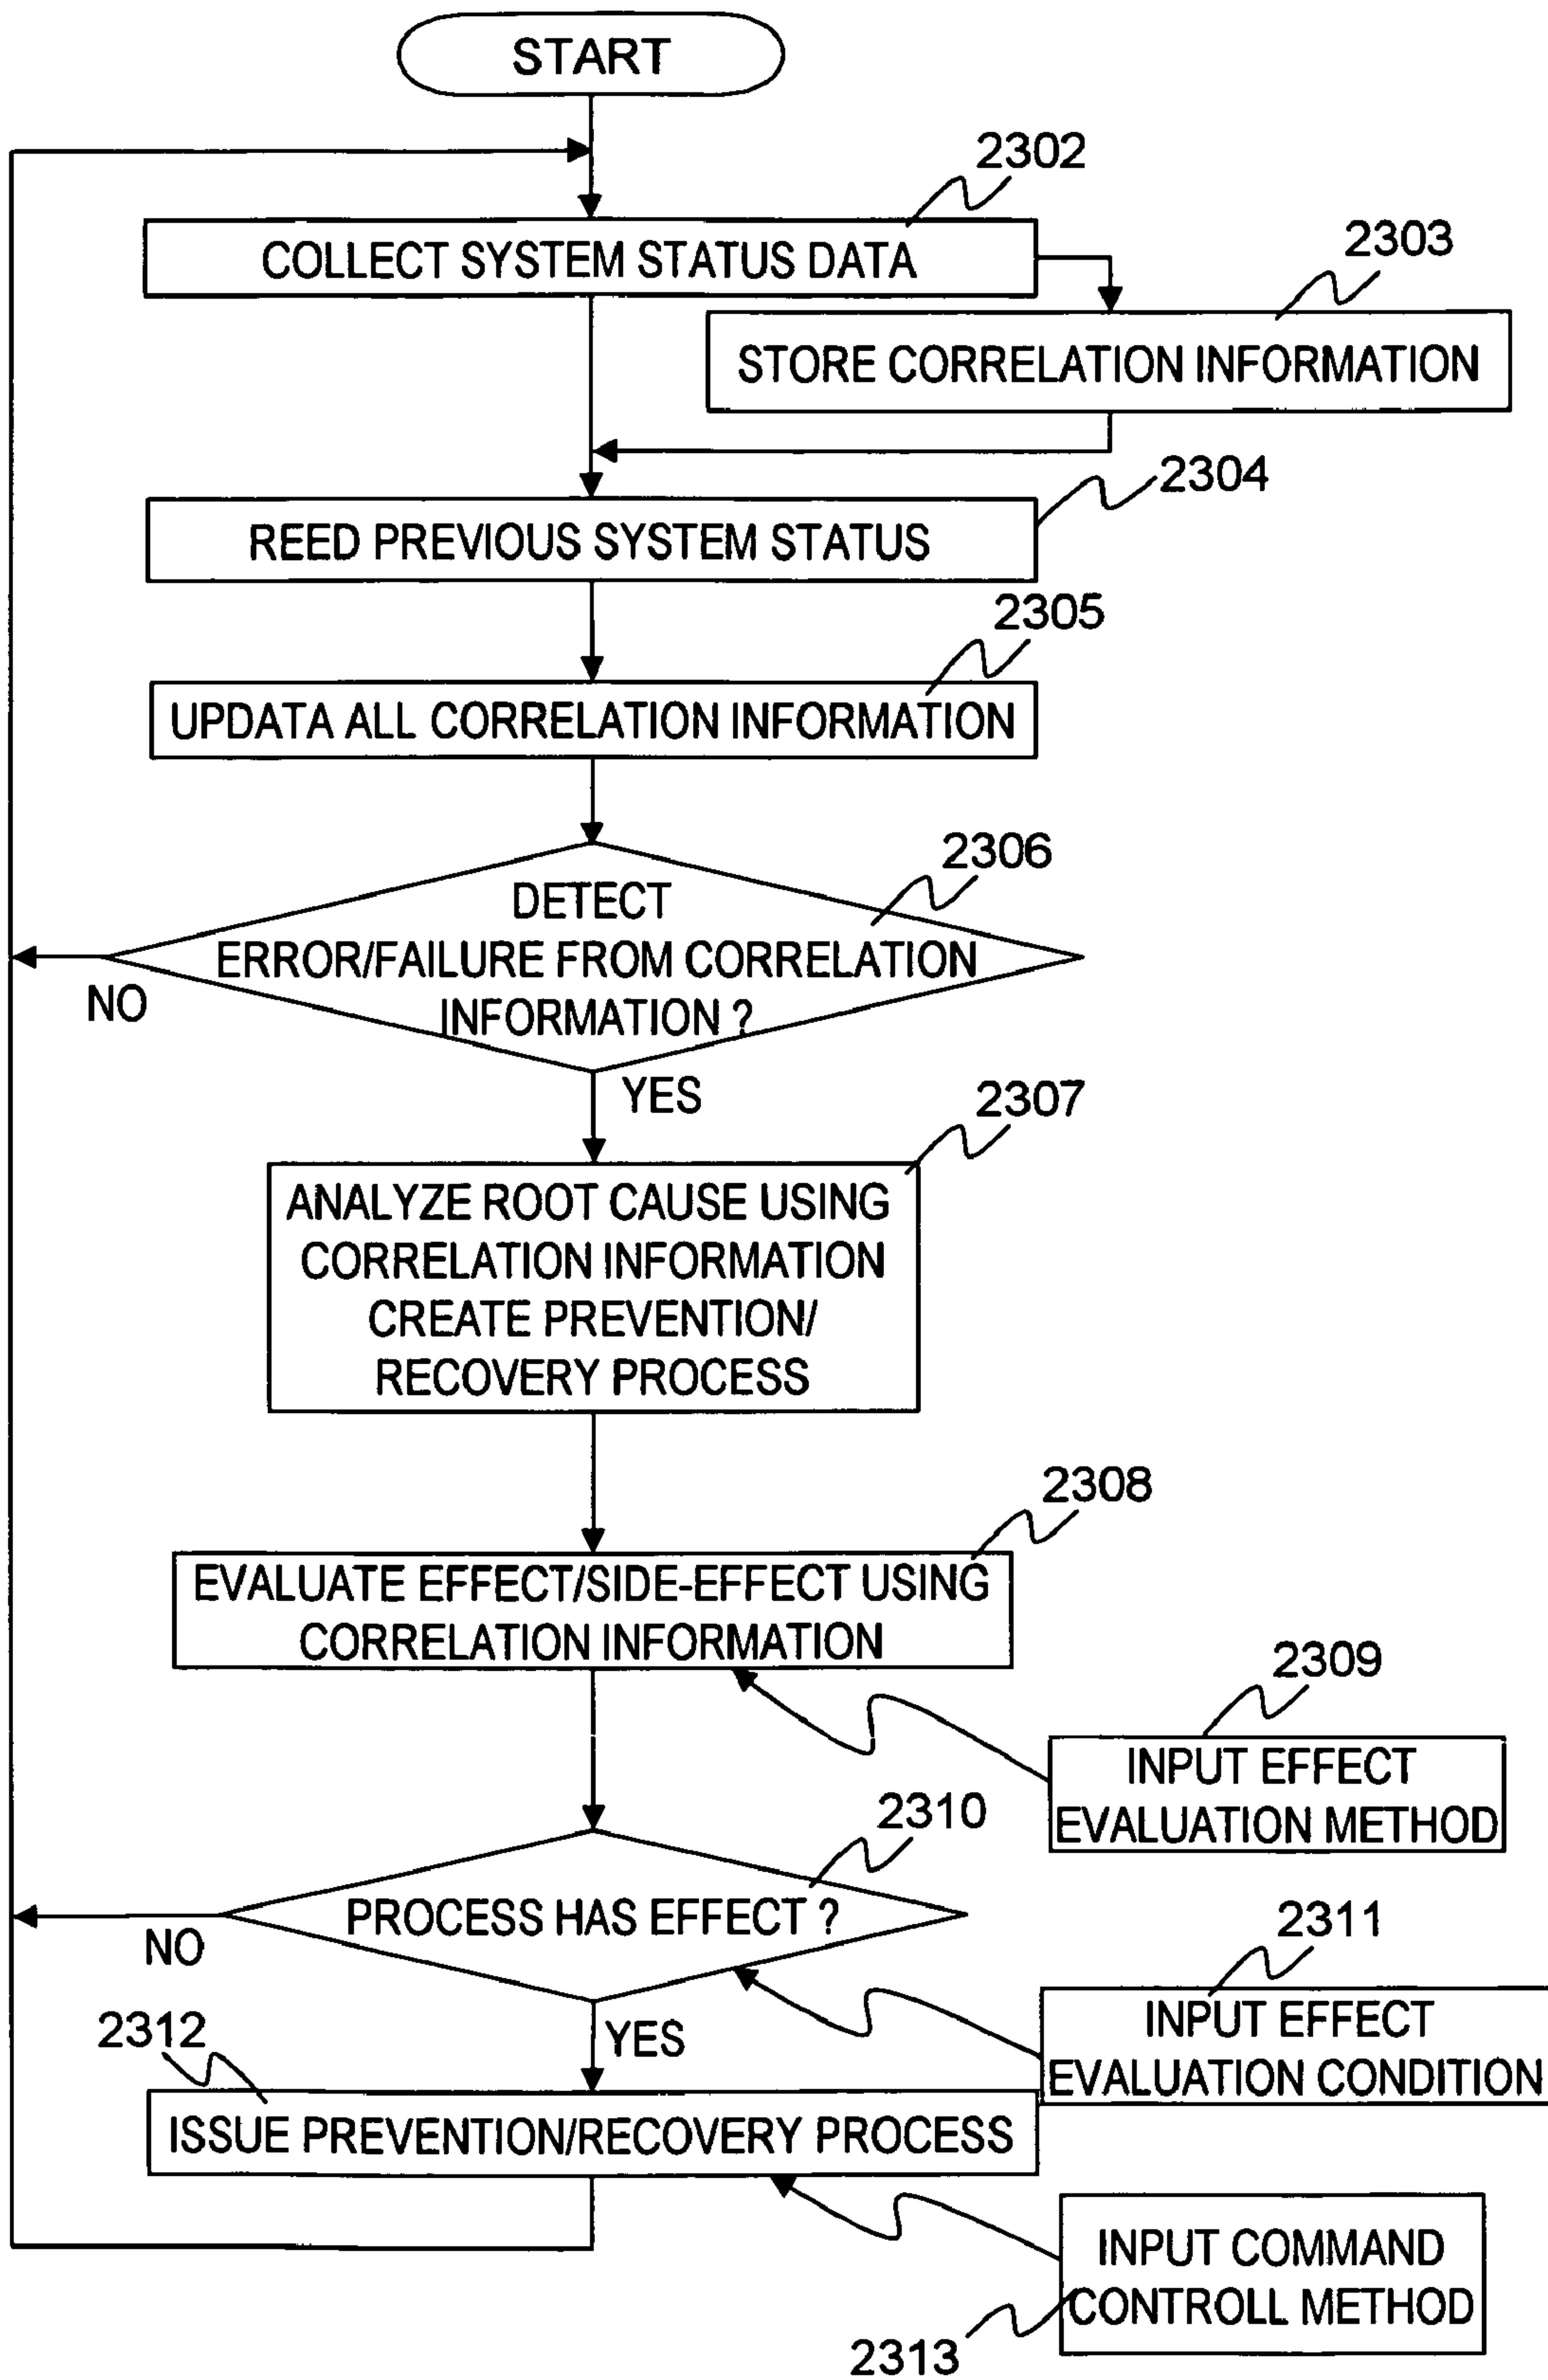 START
2302
COLLECT SYSTEM STATUS DATA
2303
STORE CORRELATION INFORMATION
2304
REED PREVIOUS SYSTEM STATUS
2305
UPDATA ALL CORRELATION INFORMATION
2306
DETECT
ERROR/FAILURE FROM CORRELATION
INFORMATION ?
NO
YES
2307
ANALYZE ROOT CAUSE USING
CORRELATION INFORMATION
CREATE PREVENTION/
RECOVERY PROCESS
2308
EVALUATE EFFECT/SIDE-EFFECT USING
CORRELATION INFORMATION
2309
INPUT EFFECT
EVALUATION METHOD
2310
PROCESS HAS EFFECT ?
NO
2311
INPUT EFFECT
EVALUATION CONDITION
YES
2312
ISSUE PREVENTION/RECOVERY PROCESS
INPUT COMMAND
CONTROLL METHOD
2313